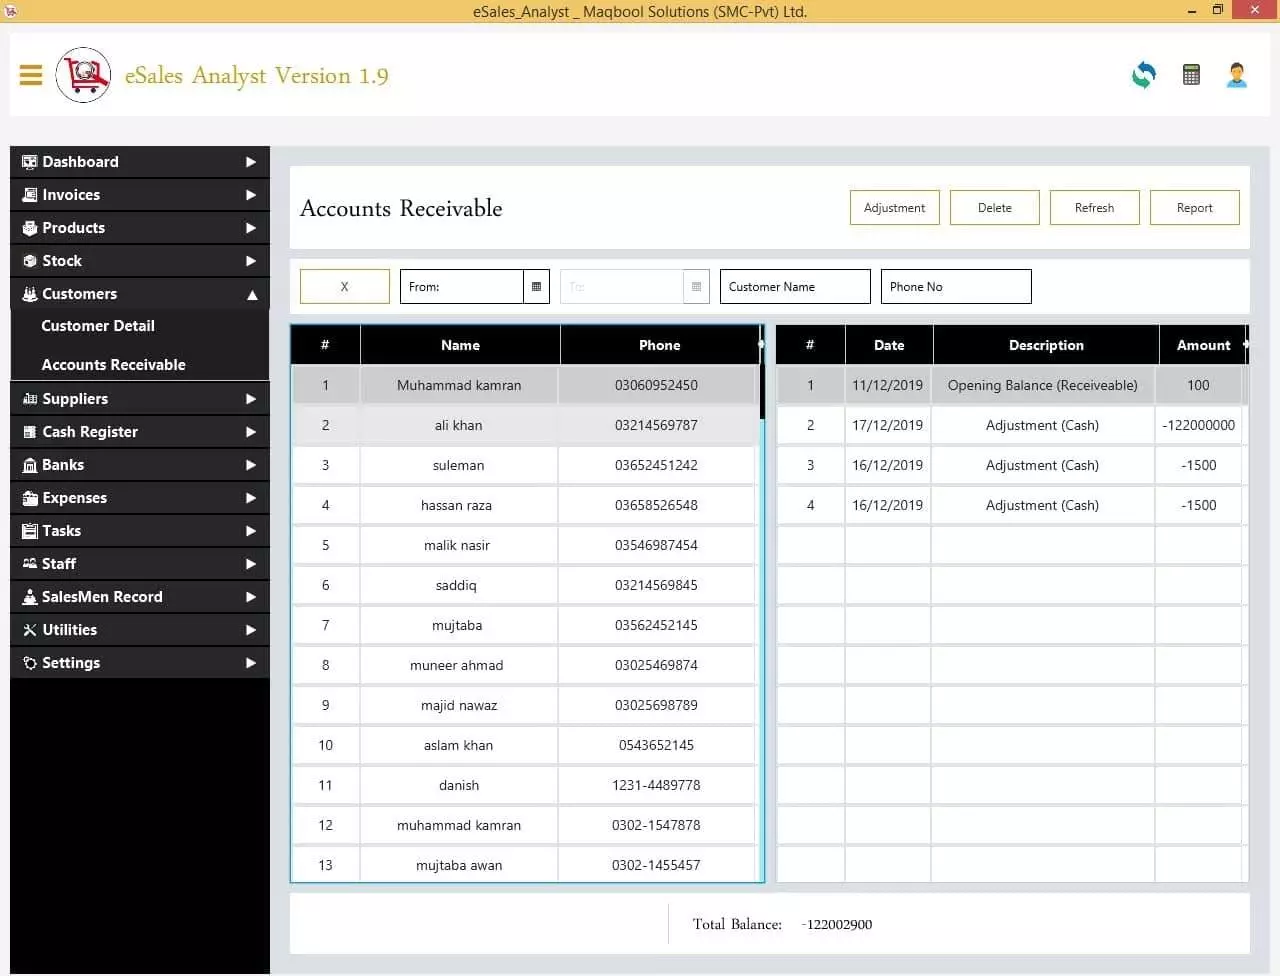 eSales_Analyst _ Maqbool Solutions (SMC-Pvt) Ltd.
eSales Analyst Version 1.9
Dashboard
Invoices
Products
Stock
Customers
Customer Detail
Accounts Receivable
Suppliers
Cash Register
Banks
Expenses
Tasks
Staff
SalesMen Record
Utilities
Settings
Accounts Receivable
Adjustment Delete Refresh Report
X From: To: Customer Name Phone No
# Name Phone
1 Muhammad kamran 03060952450
2 ali khan 03214569787
3 suleman 03652451242
4 hassan raza 03658526548
5 malik nasir 03546987454
6 saddiq 03214569845
7 mujtaba 03562452145
8 muneer ahmad 03025469874
9 majid nawaz 03025698789
10 aslam khan 0543652145
11 danish 1231-4489778
12 muhammad kamran 0302-1547878
13 mujtaba awan 0302-1455457
# Date Description Amount
1 11/12/2019 Opening Balance (Receiveable) 100
2 17/12/2019 Adjustment (Cash) -122000000
3 16/12/2019 Adjustment (Cash) -1500
4 16/12/2019 Adjustment (Cash) -1500
Total Balance: -122002900